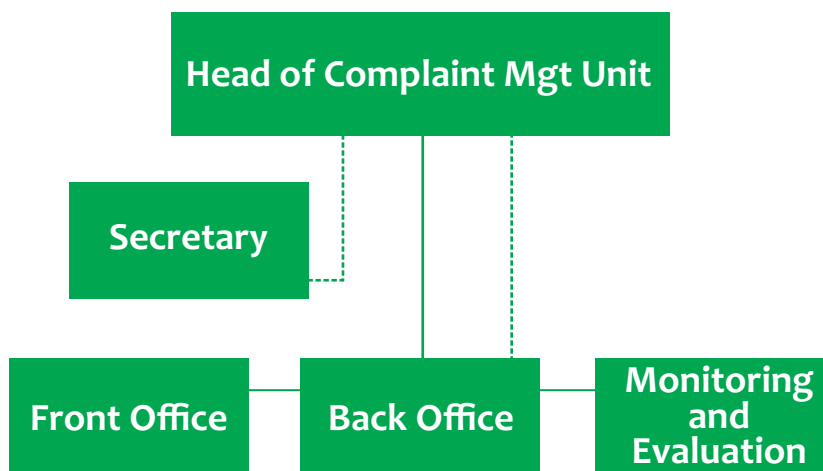 Head of Complaint Mgt Unit
Secretary
Front Office
Back Office
Monitoring
and
Evaluation